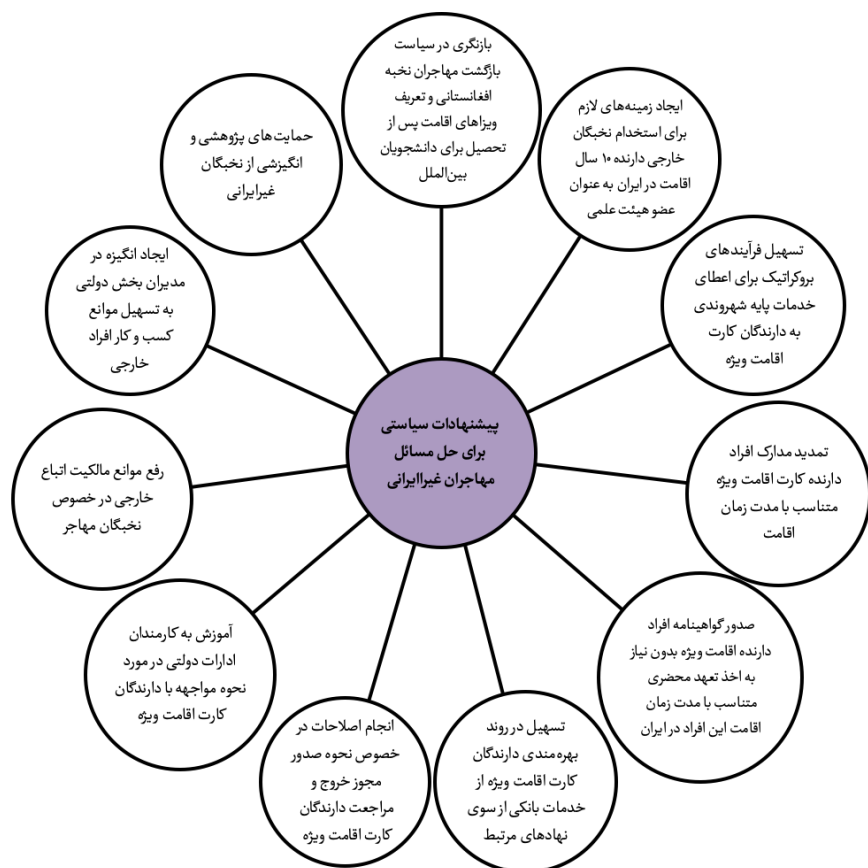 پیشنهادات سیاستی
برای حل مسائل
مهاجران غیراایرانی
بازنگری در سیاست
بازگشت مهاجران نخبه
افغانستانی و تعریف
ویزاهای اقامت پس از
تحصیل برای دانشجویان
بین‌الملل
ایجاد زمینه‌های لازم
برای استخدام نخبگان
خارجی دارنده ۱۰ سال
اقامت در ایران به عنوان
عضو هیئت علمی
تسهیل فرآیندهای
بروکراتیک برای اعطای
خدمات پایه شهروندی
به دارندگان کارت
اقامت ویژه
تمدید مدارک افراد
دارنده کارت اقامت ویژه
متناسب با مدت زمان
اقامت
صدور گواهینامه افراد
دارنده اقامت ویژه بدون نیاز
به اخذ تعهد محضری
متناسب با مدت زمان
اقامت این افراد در ایران
تسهیل در روند
بهره‌مندی دارندگان
کارت اقامت ویژه از
خدمات بانکی از سوی
نهادهای مرتبط
انجام اصلاحات در
خصوص نحوه صدور
مجوز خروج و
مراجعت دارندگان
کارت اقامت ویژه
آموزش به کارمندان
ادارات دولتی در مورد
نحوه مواجهه با دارندگان
کارت اقامت ویژه
رفع موانع مالکیت اتباع
خارجی در خصوص
نخبگان مهاجر
ایجاد انگیزه در
مدیران بخش دولتی
به تسهیل موانع
کسب و کار افراد
خارجی
حمایت‌های پژوهشی و
انگیزشی از نخبگان
غیرایرانی